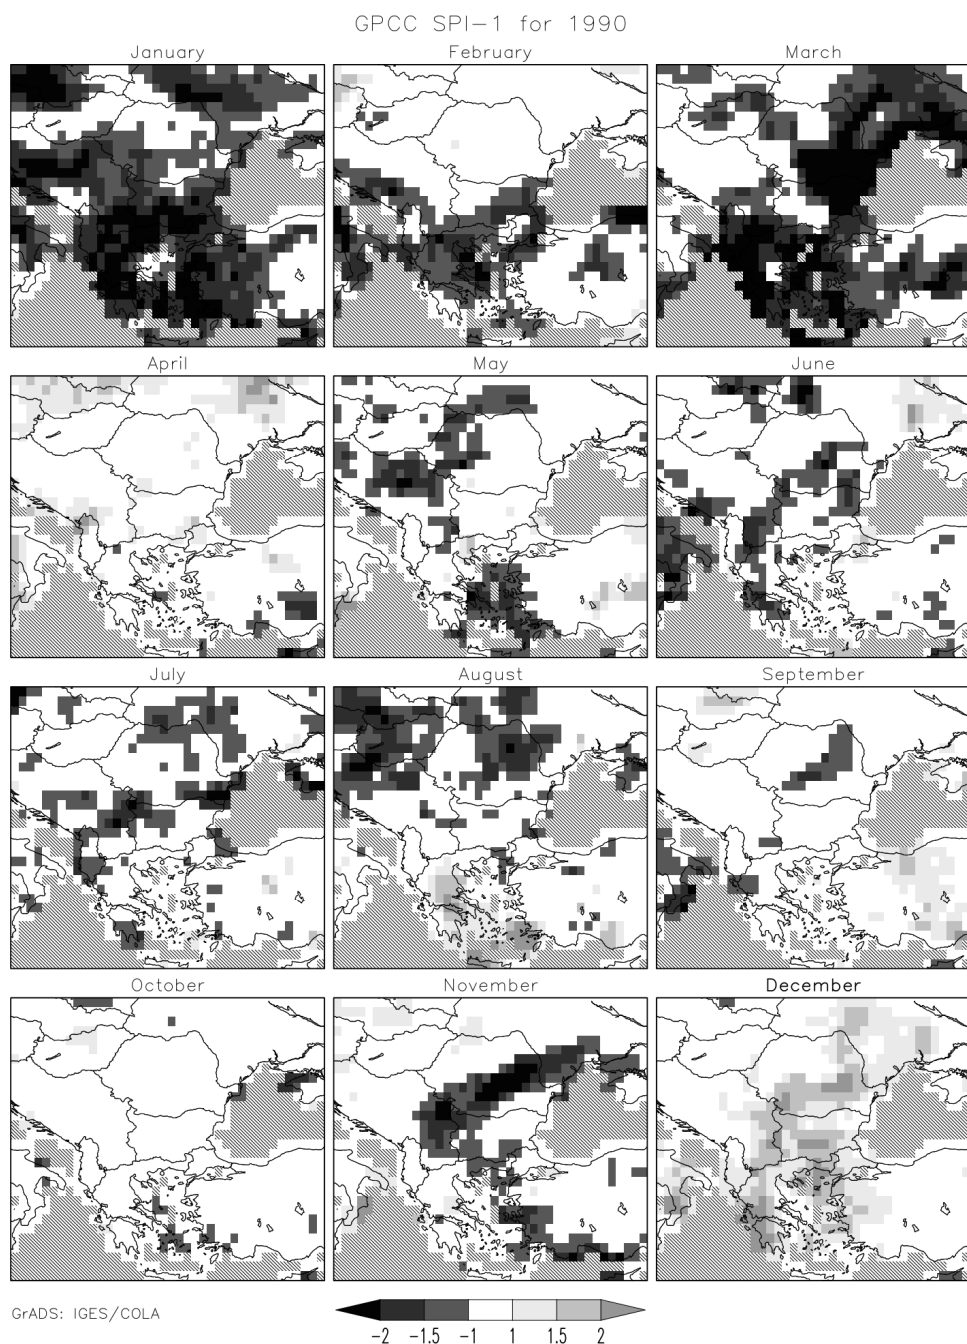 GPCC SPI-1 for 1990
January
February
March
April
May
June
July
August
September
October
November
December
GrADS: IGES/COLA
-2 -1.5 -1 1 1.5 2